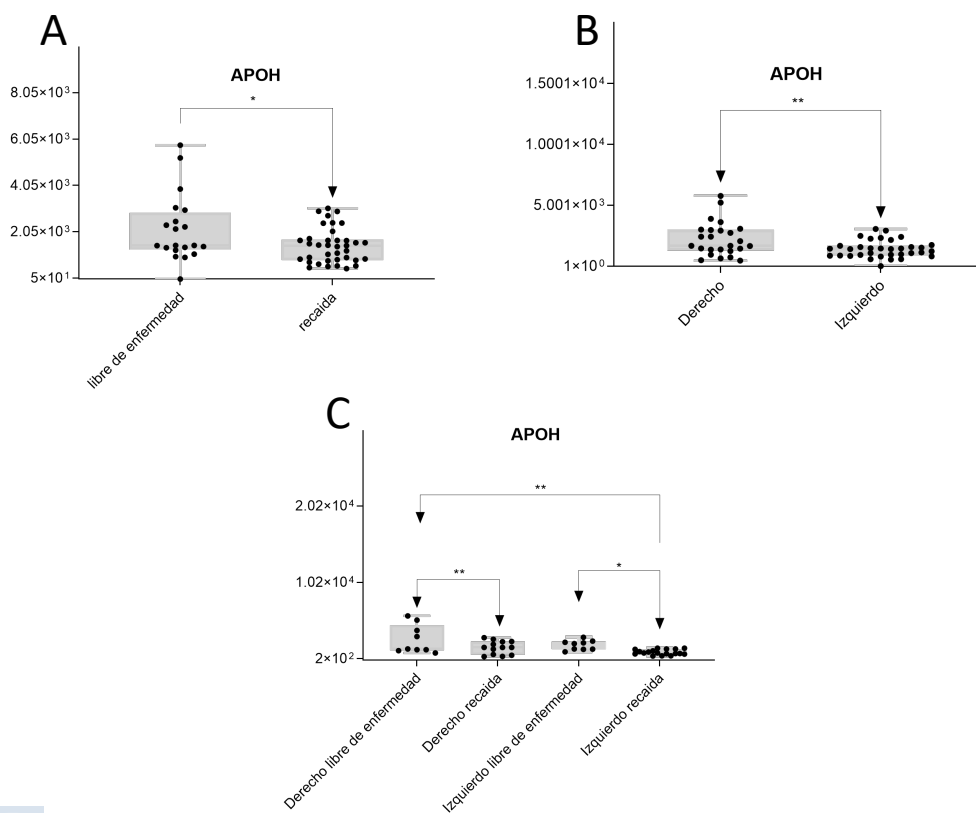 A
APOH
8.05×10³
6.05×10³
4.05×10³
2.05×10³
5×10¹
*
libre de enfermedad
recaida
B
APOH
1.5001×10⁴
1.0001×10⁴
5.001×10³
1×10⁰
**
Derecho
Izquierdo
C
APOH
2.02×10⁴
1.02×10⁴
2×10²
**
**
*
Derecho libre de enfermedad
Derecho recaida
Izquierdo libre de enfermedad
Izquierdo recaida